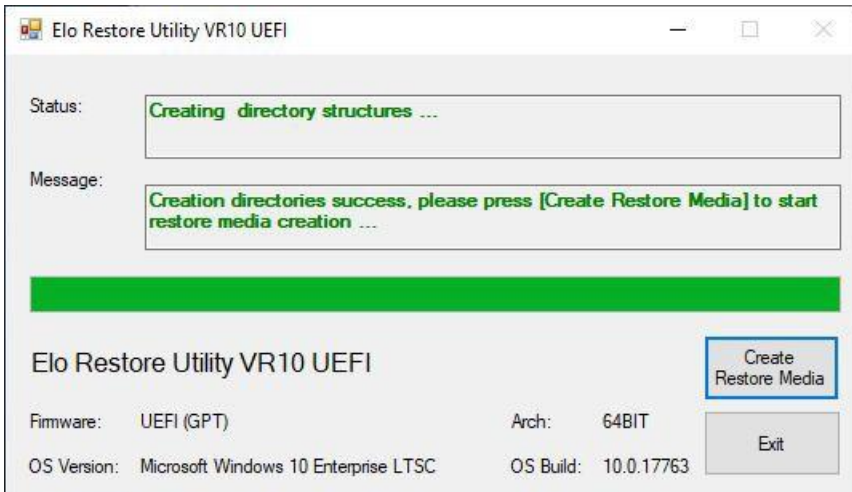 Elo Restore Utility VR10 UEFI
Status:
Creating directory structures ...
Message:
Creation directories success, please press [Create Restore Media] to start
restore media creation ...
Elo Restore Utility VR10 UEFI
Create
Restore Media
Firmware: UEFI (GPT) Arch: 64BIT
Exit
OS Version: Microsoft Windows 10 Enterprise LTSC OS Build: 10.0.17763